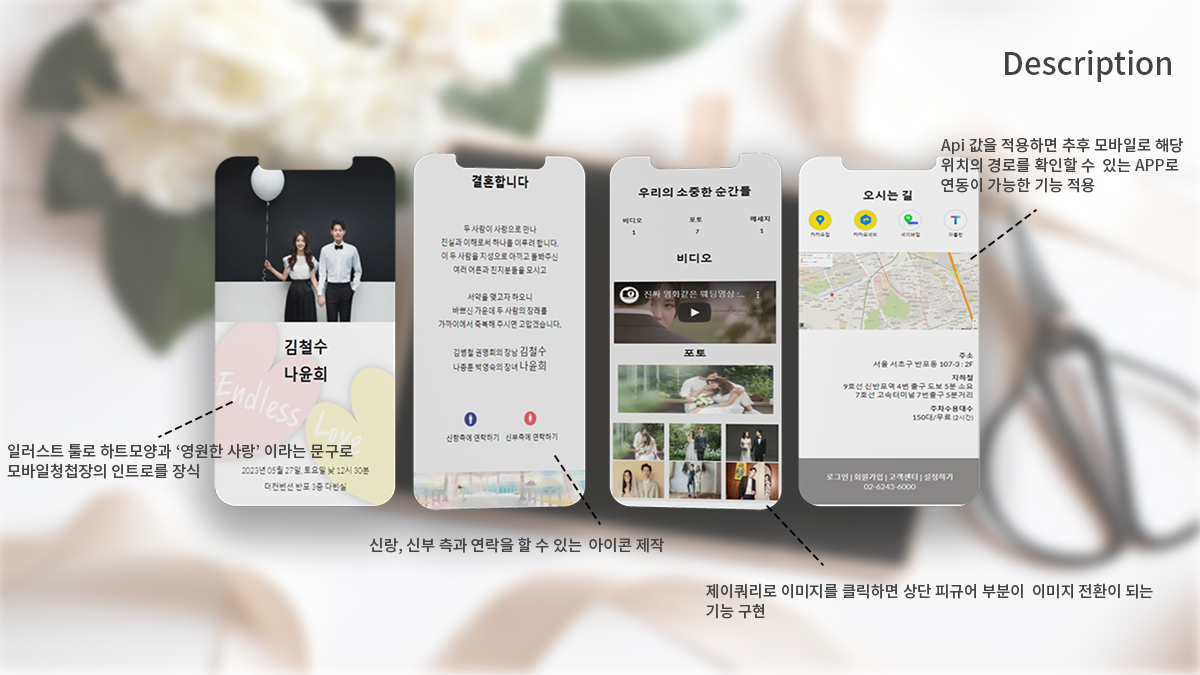 Description
Api 값을 적용하면 추후 모바일로 해당
위치의 경로를 확인할 수 있는 APP로
연동이 가능한 기능 적용
김철수
나윤희
Endless
Love
2023년 05월 27일, 토요일 낮 12시 30분
더컨벤션 반포 3층 다빈실
일러스트 툴로 하트모양과 ‘영원한 사랑’ 이라는 문구로
모바일청첩장의 인트로를 장식
결혼합니다
두 사람이 사랑으로 만나
진실과 이해로써 하나를 이루려 합니다.
이 두 사람을 지성으로 아끼고 돌봐주신
여러 어른과 친지분들을 모시고
서약을 맺고자 하오니
바쁘신 가운데 두 사람의 장래를
가까이에서 축복해 주시면 고맙겠습니다.
김병철 권명희의 장남 김철수
나종훈 박영숙의 장녀 나윤희
신랑측에 연락하기 신부측에 연락하기
신랑, 신부 측과 연락을 할 수 있는 아이콘 제작
우리의 소중한 순간들
비디오 포토 메세지
1 7 1
비디오
진짜 영화같은 웨딩영상 :...
포토
제이쿼리로 이미지를 클릭하면 상단 피규어 부분이 이미지 전환이 되는
기능 구현
오시는 길
카카오맵 카카오내비 네이버맵 아틀란
주소
서울 서초구 반포동 107-3 : 2F
지하철
9호선 신반포역 4번 출구 도보 5분 소요
7호선 고속터미널 7번출구 5분거리
주차수용대수
150대/무료 (2시간)
로그인 | 회원가입 | 고객센터 | 설정하기
02-6243-6000